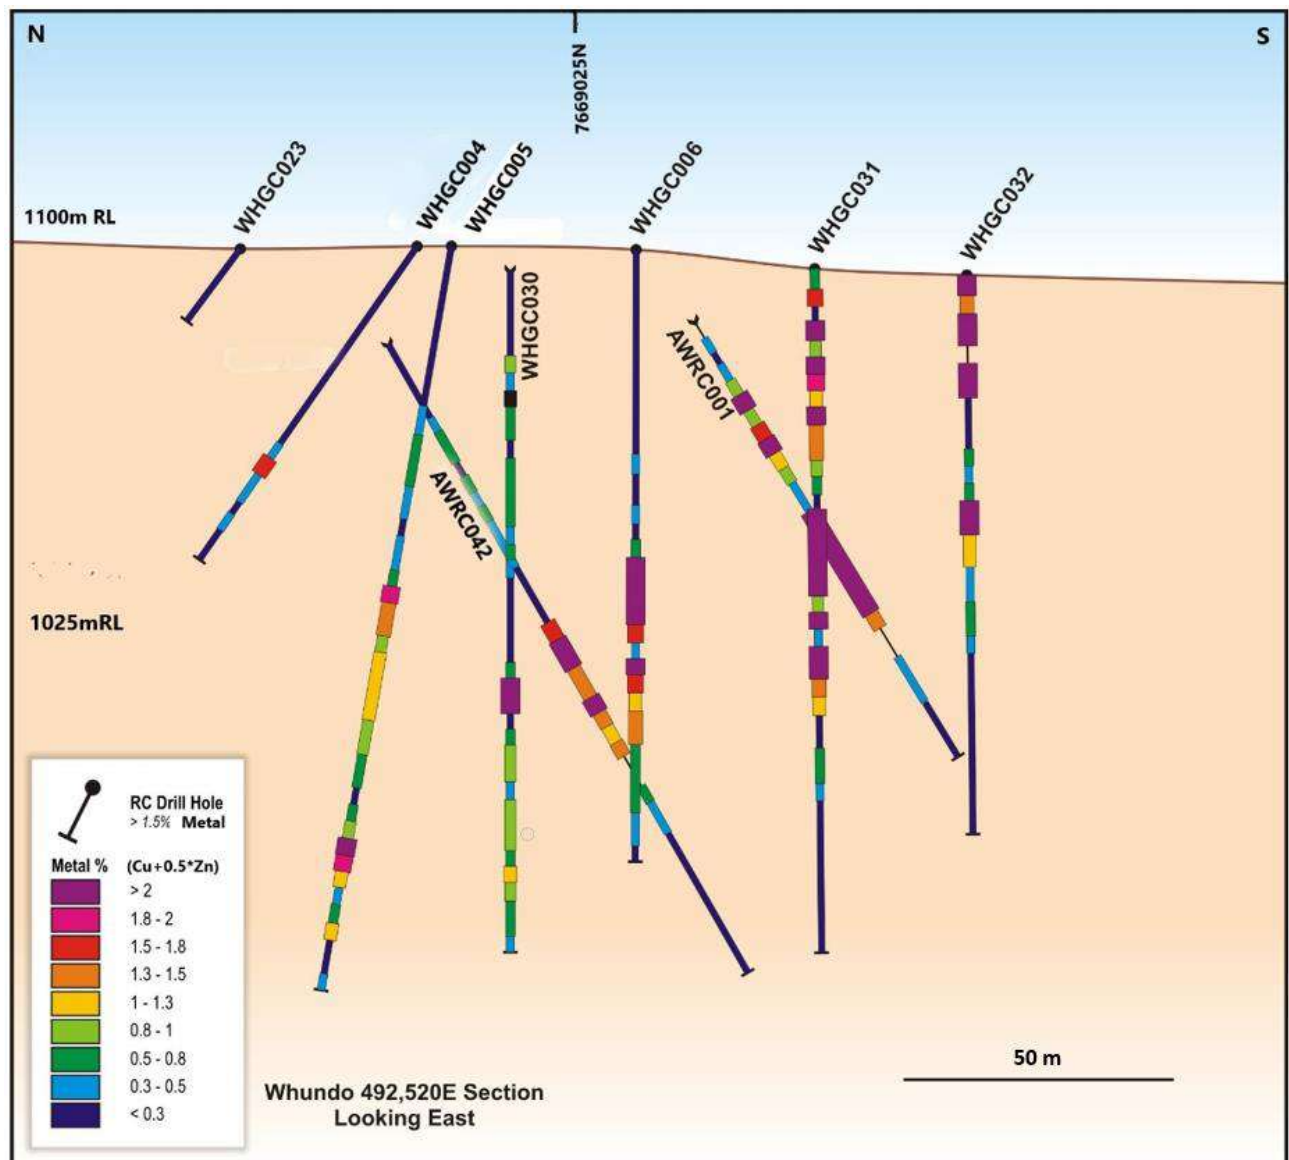 N
S
7669025N
WHGC023
WHGC004
WHGC005
WHGC006
WHGC031
WHGC032
1100m RL
WHGC030
AWRC001
AWRC042
1025mRL
RC Drill Hole
> 1.5% Metal
Metal % (Cu+0.5*Zn)
> 2
1.8 - 2
1.5 - 1.8
1.3 - 1.5
1 - 1.3
0.8 - 1
0.5 - 0.8
0.3 - 0.5
< 0.3
50 m
Whundo 492,520E Section
Looking East